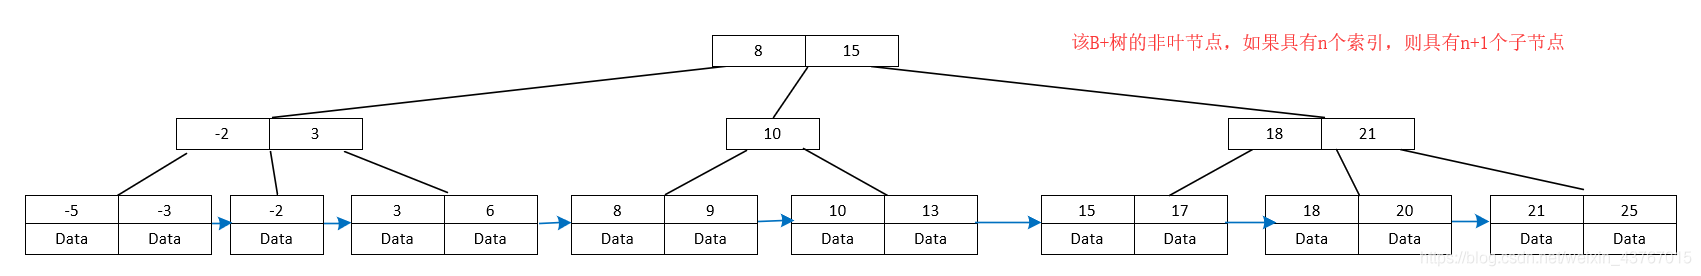 8 15
该B+树的非叶节点，如果具有n个索引，则具有n+1个子节点
-2 3
10
18 21
-5 -3 -2 3 6 8 9 10 13 15 17 18 20 21 25
Data Data Data Data Data Data Data Data Data Data Data Data Data Data Data
https://blog.csdn.net/weixin_43767015